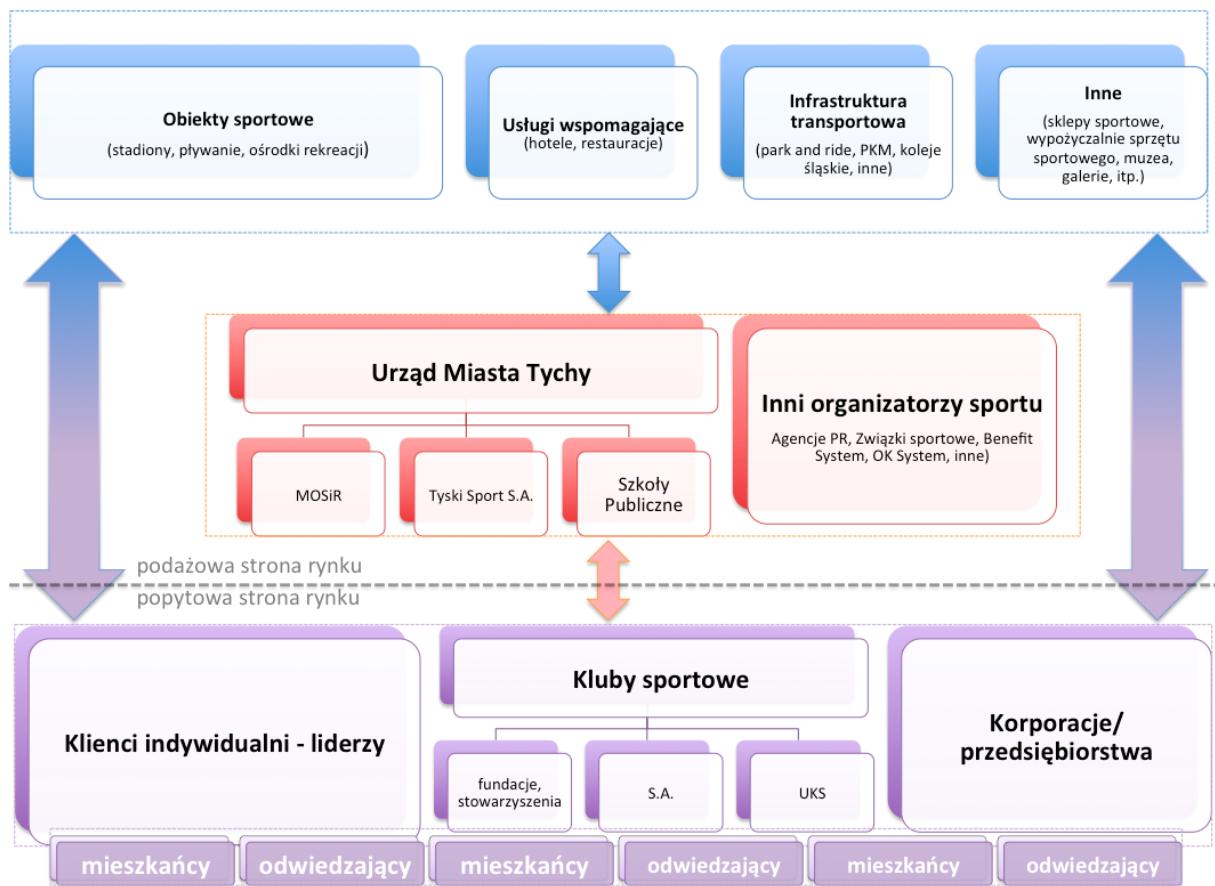 Obiekty sportowe
(stadiony, pływanie, ośrodki rekreacji)
Usługi wspomagające
(hotele, restauracje)
Infrastruktura
transportowa
(park and ride, PKM, koleje
śląskie, inne)
Inne
(sklepy sportowe,
wypożyczalnie sprzętu
sportowego, muzea,
galerie, itp.)
Urząd Miasta Tychy
MOSiR
Tyski Sport S.A.
Szkoły
Publiczne
Inni organizatorzy sportu
Agencje PR, Związki sportowe, Benefit
System, OK System, inne)
podażowa strona rynku
popytowa strona rynku
Klienci indywidualni - liderzy
Kluby sportowe
fundacje,
stowarzyszenia
S.A.
UKS
Korporacje/
przedsiębiorstwa
mieszkańcy
odwiedzający
mieszkańcy
odwiedzający
mieszkańcy
odwiedzający